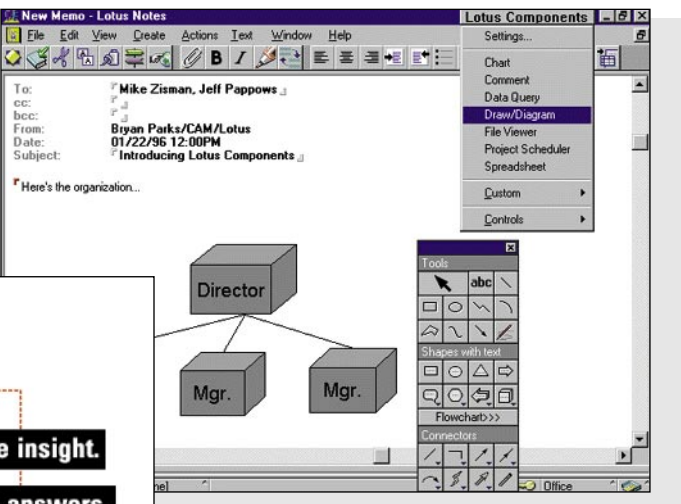 New Memo - Lotus Notes
Lotus Components
File Edit View Create Actions Text Window Help
Settings...
Chart
Comment
Data Query
Draw/Diagram
File Viewer
Project Scheduler
Spreadsheet
Custom
Controls
B I
To: Mike Zisman, Jeff Pappows
cc:
bcc:
From: Bryan Parks/CAM/Lotus
Date: 01/22/96 12:00PM
Subject: Introducing Lotus Components
Here's the organization...
Director
Mgr.
Mgr.
Tools
abc
Shapes with text
Flowchart>>>
Connectors
e insight.
answers
nel
Office